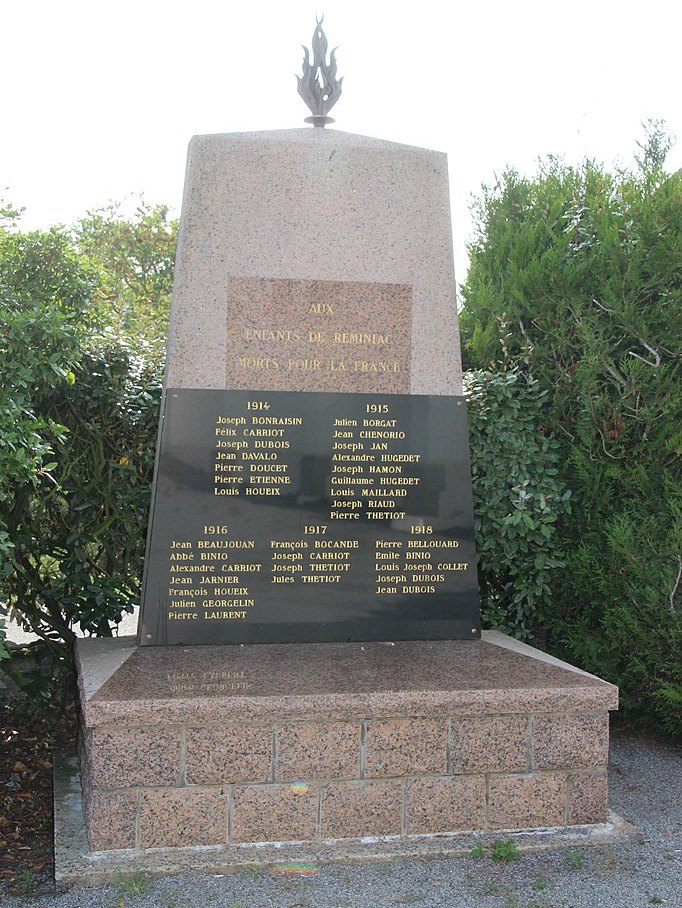 AUX
ENFANTS DE REMINIAC
MORTS POUR LA FRANCE
1914
Joseph BONRAISIN
Félix CARRIOT
Joseph DUBOIS
Jean DAVALO
Pierre DOUCET
Pierre ETIENNE
Louis HOUEIX
1915
Julien BORGAT
Jean CHENORIO
Joseph JAN
Alexandre HUGEDET
Joseph HAMON
Guillaume HUGEDET
Louis MAILLARD
Joseph RIAUD
Pierre THETIOT
1916
Jean BEAUJOUAN
Abbé BINIO
Alexandre CARRIOT
Jean JARNIER
François HOUEIX
Julien GEORGELIN
Pierre LAURENT
1917
François BOCANDE
Joseph CARRIOT
Joseph THETIOT
Jules THETIOT
1918
Pierre BELLOUARD
Emile BINIO
Louis Joseph COLLET
Joseph DUBOIS
Jean DUBOIS